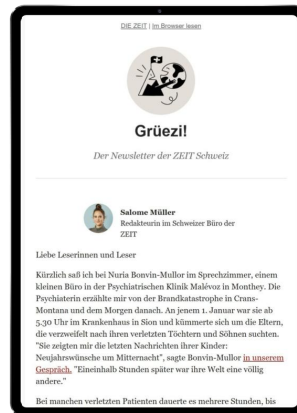 DIE ZEIT | Im Browser lesen
Grüezi!
Der Newsletter der ZEIT Schweiz
Salome Müller
Redakteurin im Schweizer Büro der
ZEIT
Liebe Leserinnen und Leser
Kürzlich saß ich bei Nuria Bonvin-Mullor im Sprechzimmer, einem
kleinen Büro in der Psychiatrischen Klinik Malévoz in Monthey. Die
Psychiaterin erzählte mir von der Brandkatastrophe in Crans-
Montana und dem Morgen danach. An jenem 1. Januar war sie ab
5.30 Uhr im Krankenhaus in Sion und kümmerte sich um die Eltern,
die verzweifelt nach ihren verletzten Töchtern und Söhnen suchten.
"Sie zeigten mir die letzten Nachrichten ihrer Kinder:
Neujahrswünsche um Mitternacht", sagte Bonvin-Mullor in unserem
Gespräch. "Eineinhalb Stunden später war ihre Welt eine völlig
andere."
Bei manchen verletzten Patienten dauerte es mehrere Stunden, bis